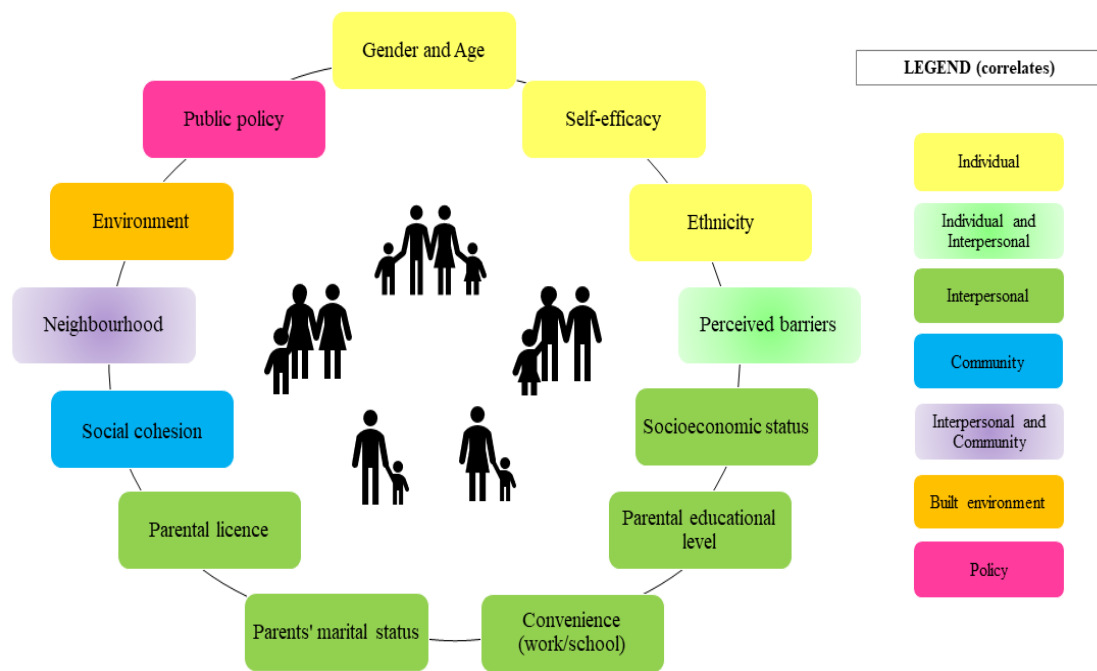 Gender and Age
LEGEND (correlates)
Public policy
Self-efficacy
Individual
Environment
Ethnicity
Individual and
Interpersonal
Neighbourhood
Perceived barriers
Interpersonal
Community
Social cohesion
Socioeconomic status
Interpersonal and
Community
Parental licence
Parental educational
level
Built environment
Policy
Parents' marital status
Convenience
(work/school)